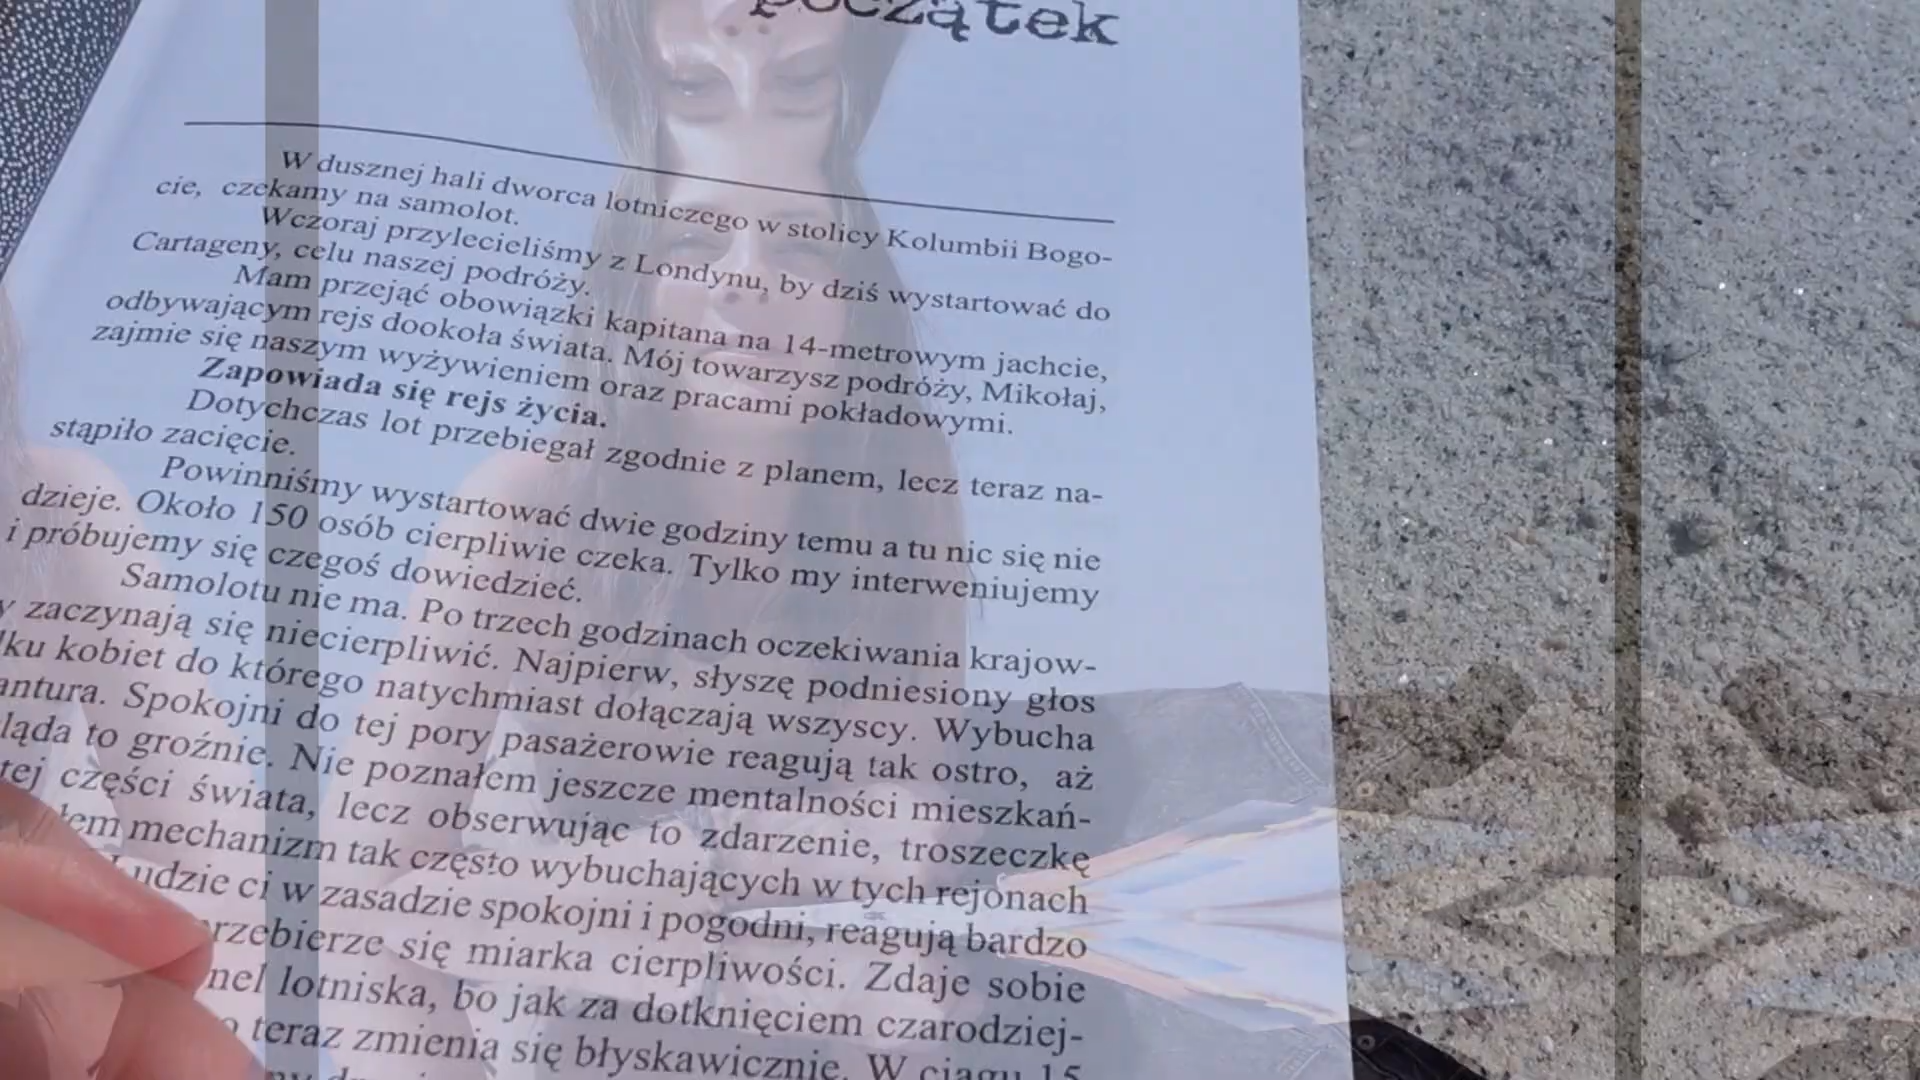 początek
W dusznej hali dworca lotniczego w stolicy Kolumbii Bogo-
cie, czekamy na samolot.
Wczoraj przylecieliśmy z Londynu, by dziś wystartować do
Cartageny, celu naszej podróży.
Mam przejąć obowiązki kapitana na 14-metrowym jachcie,
odbywającym rejs dookoła świata. Mój towarzysz podróży, Mikołaj,
zajmie się naszym wyżywieniem oraz pracami pokładowymi.
Zapowiada się rejs życia.
Dotychczas lot przebiegał zgodnie z planem, lecz teraz na-
stąpiło zacięcie.
Powinniśmy wystartować dwie godziny temu a tu nic się nie
dzieje. Około 150 osób cierpliwie czeka. Tylko my interweniujemy
i próbujemy się czegoś dowiedzieć.
Samolotu nie ma. Po trzech godzinach oczekiwania krajow-
y zaczynają się niecierpliwić. Najpierw, słyszę podniesiony głos
lku kobiet do którego natychmiast dołączają wszyscy. Wybucha
antura. Spokojni do tej pory pasażerowie reagują tak ostro, aż
ląda to groźnie. Nie poznałem jeszcze mentalności mieszkań-
tej części świata, lecz obserwując to zdarzenie, troszeczkę
łem mechanizm tak często wybuchających w tych rejonach
udzie ci w zasadzie spokojni i pogodni, reagują bardzo
rzebierze się miarka cierpliwości. Zdaje sobie
nel lotniska, bo jak za dotknięciem czarodziej-
o teraz zmienia się błyskawicznie. W ciągu 15